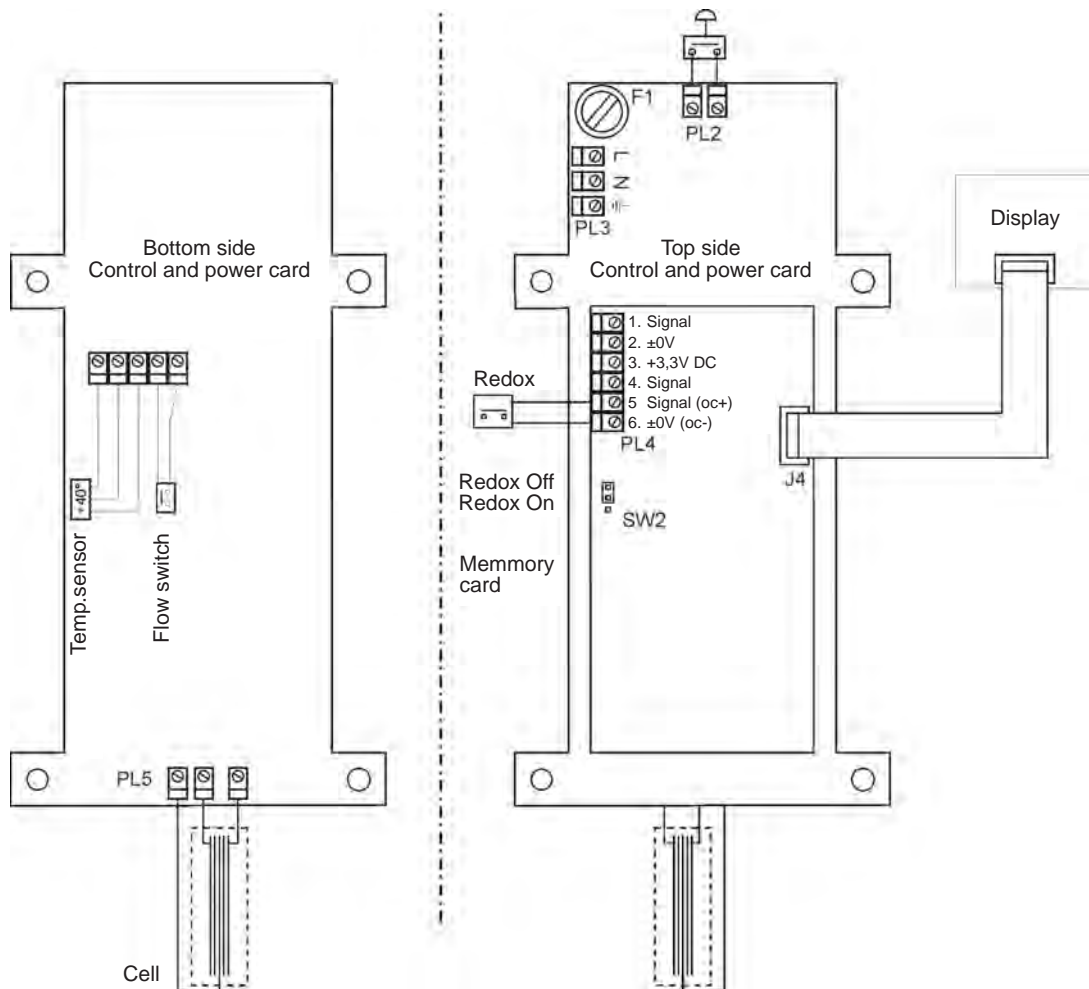 Bottom side
Control and power card
+40°
Temp.sensor
Flow switch
PL5
Cell
F1
PL2
L
N
PL3
Top side
Control and power card
Display
1. Signal
2. ±0V
3. +3,3V DC
4. Signal
5 Signal (oc+)
6. ±0V (oc-)
PL4
Redox
J4
Redox Off
Redox On
SW2
Memmory
card